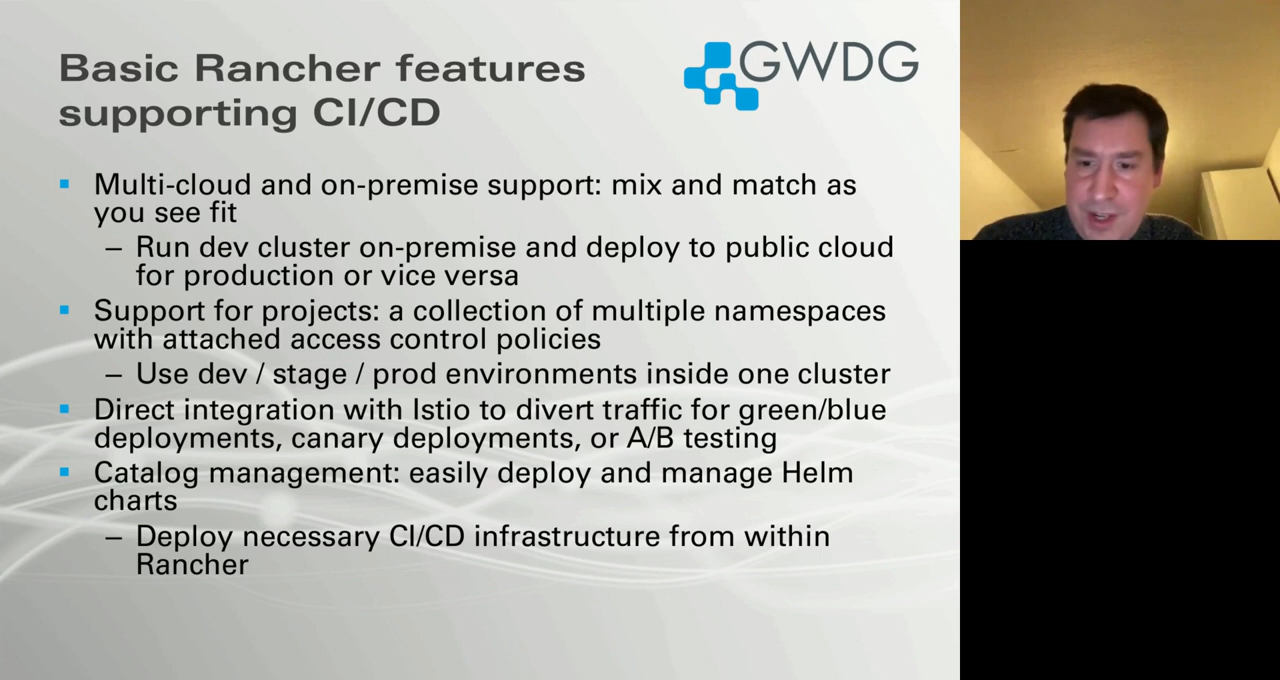 Basic Rancher features
supporting CI/CD
GWDG
▪ Multi-cloud and on-premise support: mix and match as
you see fit
– Run dev cluster on-premise and deploy to public cloud
for production or vice versa
▪ Support for projects: a collection of multiple namespaces
with attached access control policies
– Use dev / stage / prod environments inside one cluster
▪ Direct integration with Istio to divert traffic for green/blue
deployments, canary deployments, or A/B testing
▪ Catalog management: easily deploy and manage Helm
charts
– Deploy necessary CI/CD infrastructure from within
Rancher